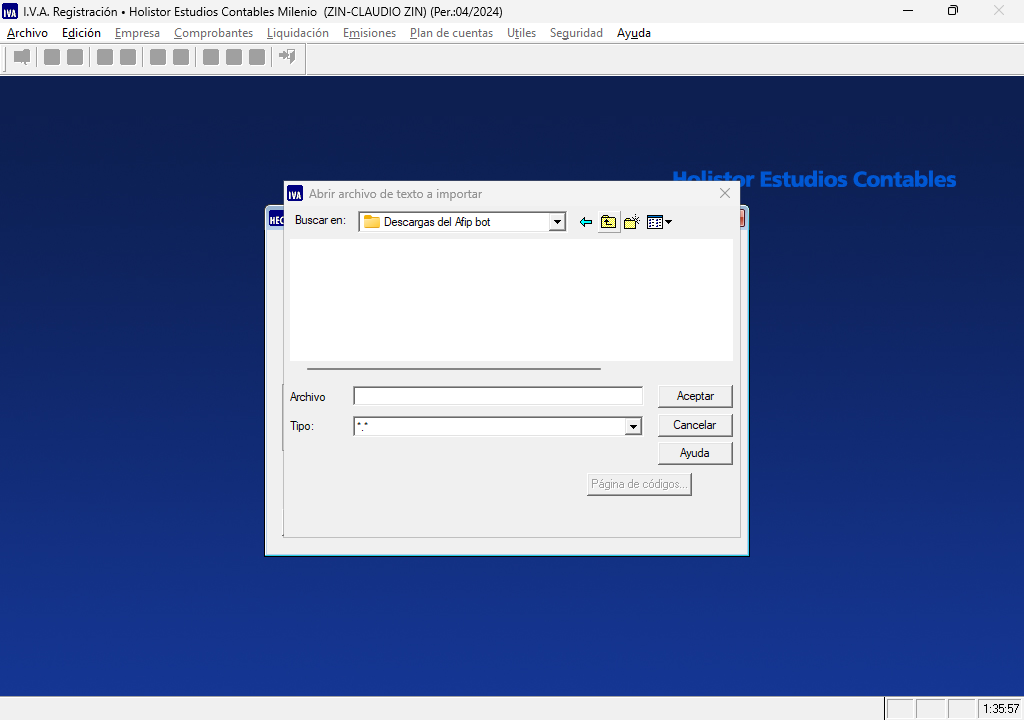 IVA I.V.A. Registración • Holistor Estudios Contables Milenio (ZIN-CLAUDIO ZIN) (Per.:04/2024)
Archivo Edición Empresa Comprobantes Liquidación Emisiones Plan de cuentas Utiles Seguridad Ayuda
Holistor Estudios Contables
IVA Abrir archivo de texto a importar
Buscar en: Descargas del Afip bot
Archivo Aceptar
Tipo: *.* Cancelar
Ayuda
Página de códigos...
1:35:57